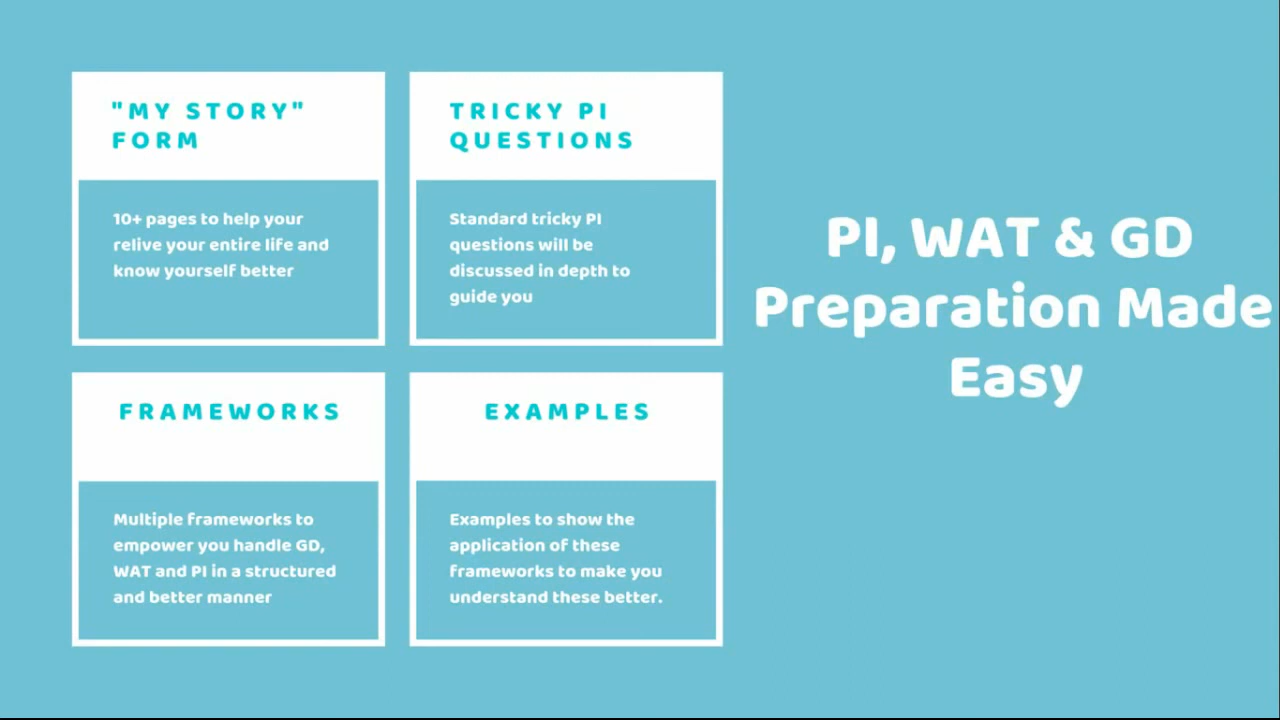 "MY STORY"
FORM
10+ pages to help your
relive your entire life and
know yourself better
TRICKY PI
QUESTIONS
Standard tricky PI
questions will be
discussed in depth to
guide you
FRAMEWORKS
Multiple frameworks to
empower you handle GD,
WAT and PI in a structured
and better manner
EXAMPLES
Examples to show the
application of these
frameworks to make you
understand these better.
PI, WAT & GD
Preparation Made
Easy